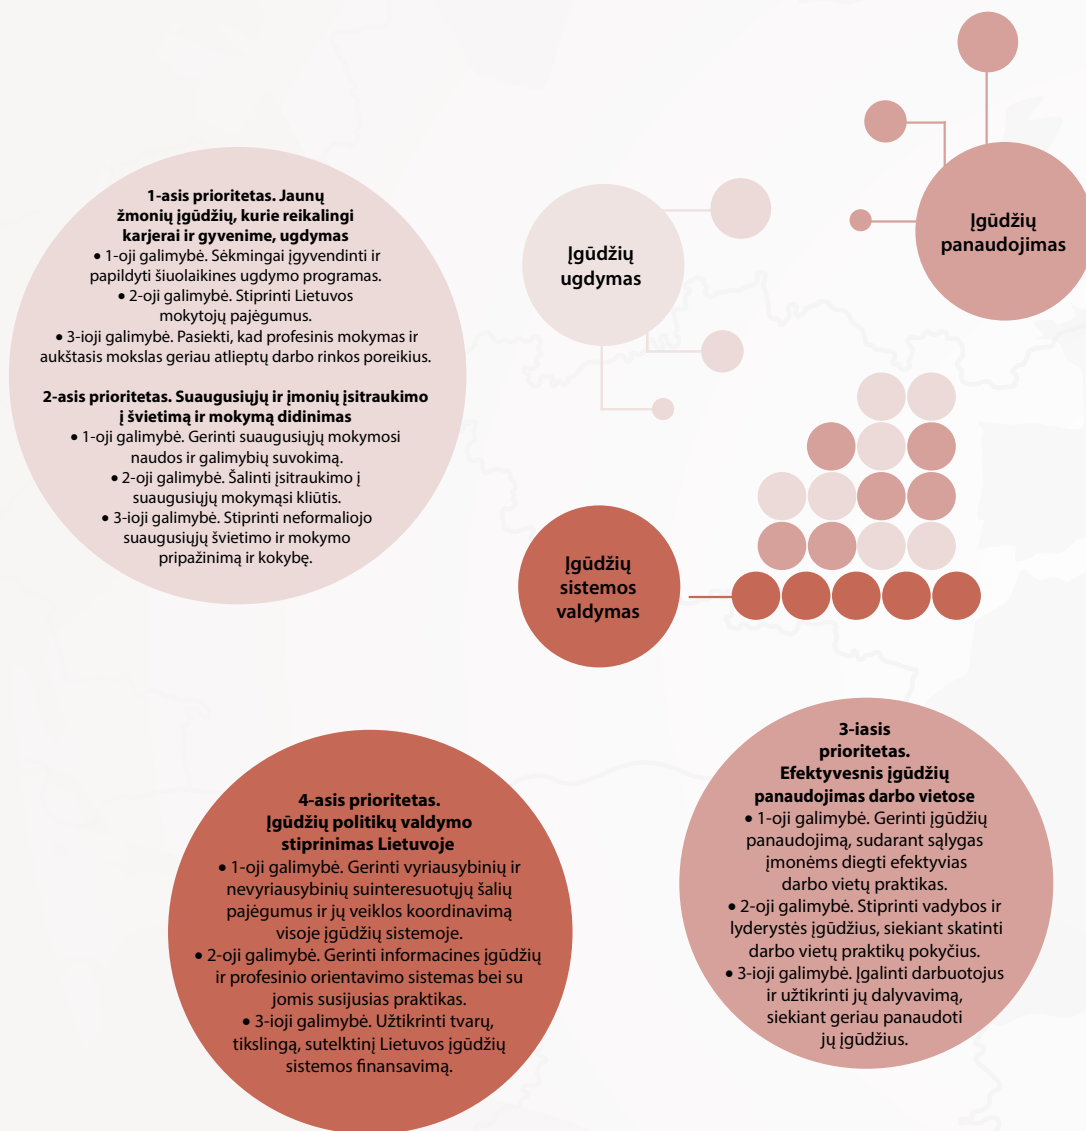 1-asis prioritetas. Jaunų
žmonių įgūdžių, kurie reikalingi
karjerai ir gyvenime, ugdymas
• 1-oji galimybė. Sėkmingai įgyvendinti ir
papildyti šiuolaikines ugdymo programas.
• 2-oji galimybė. Stiprinti Lietuvos
mokytojų pajėgumus.
• 3-ioji galimybė. Pasiekti, kad profesinis mokymas ir
aukštasis mokslas geriau atlieptų darbo rinkos poreikius.
2-asis prioritetas. Suaugusiųjų ir įmonių įsitraukimo
į švietimą ir mokymą didinimas
• 1-oji galimybė. Gerinti suaugusiųjų mokymosi
naudos ir galimybių suvokimą.
• 2-oji galimybė. Šalinti įsitraukimo į
suaugusiųjų mokymąsi kliūtis.
• 3-ioji galimybė. Stiprinti neformaliojo
suaugusiųjų švietimo ir mokymo
pripažinimą ir kokybę.
Įgūdžių
ugdymas
Įgūdžių
panaudojimas
Įgūdžių
sistemos
valdymas
4-asis prioritetas.
Įgūdžių politikų valdymo
stiprinimas Lietuvoje
• 1-oji galimybė. Gerinti vyriausybinių ir
nevyriausybinių suinteresuotųjų šalių
pajėgumus ir jų veiklos koordinavimą
visoje įgūdžių sistemoje.
• 2-oji galimybė. Gerinti informacines įgūdžių
ir profesinio orientavimo sistemas bei su
jomis susijusias praktikas.
• 3-ioji galimybė. Užtikrinti tvarų,
tikslingą, sutelktinį Lietuvos įgūdžių
sistemos finansavimą.
3-iasis
prioritetas.
Efektyvesnis įgūdžių
panaudojimas darbo vietose
• 1-oji galimybė. Gerinti įgūdžių
panaudojimą, sudarant sąlygas
įmonėms diegti efektyvias
darbo vietų praktikas.
• 2-oji galimybė. Stiprinti vadybos ir
lyderystės įgūdžius, siekiant skatinti
darbo vietų praktikų pokyčius.
• 3-ioji galimybė. Įgalinti darbuotojus
ir užtikrinti jų dalyvavimą,
siekiant geriau panaudoti
jų įgūdžius.